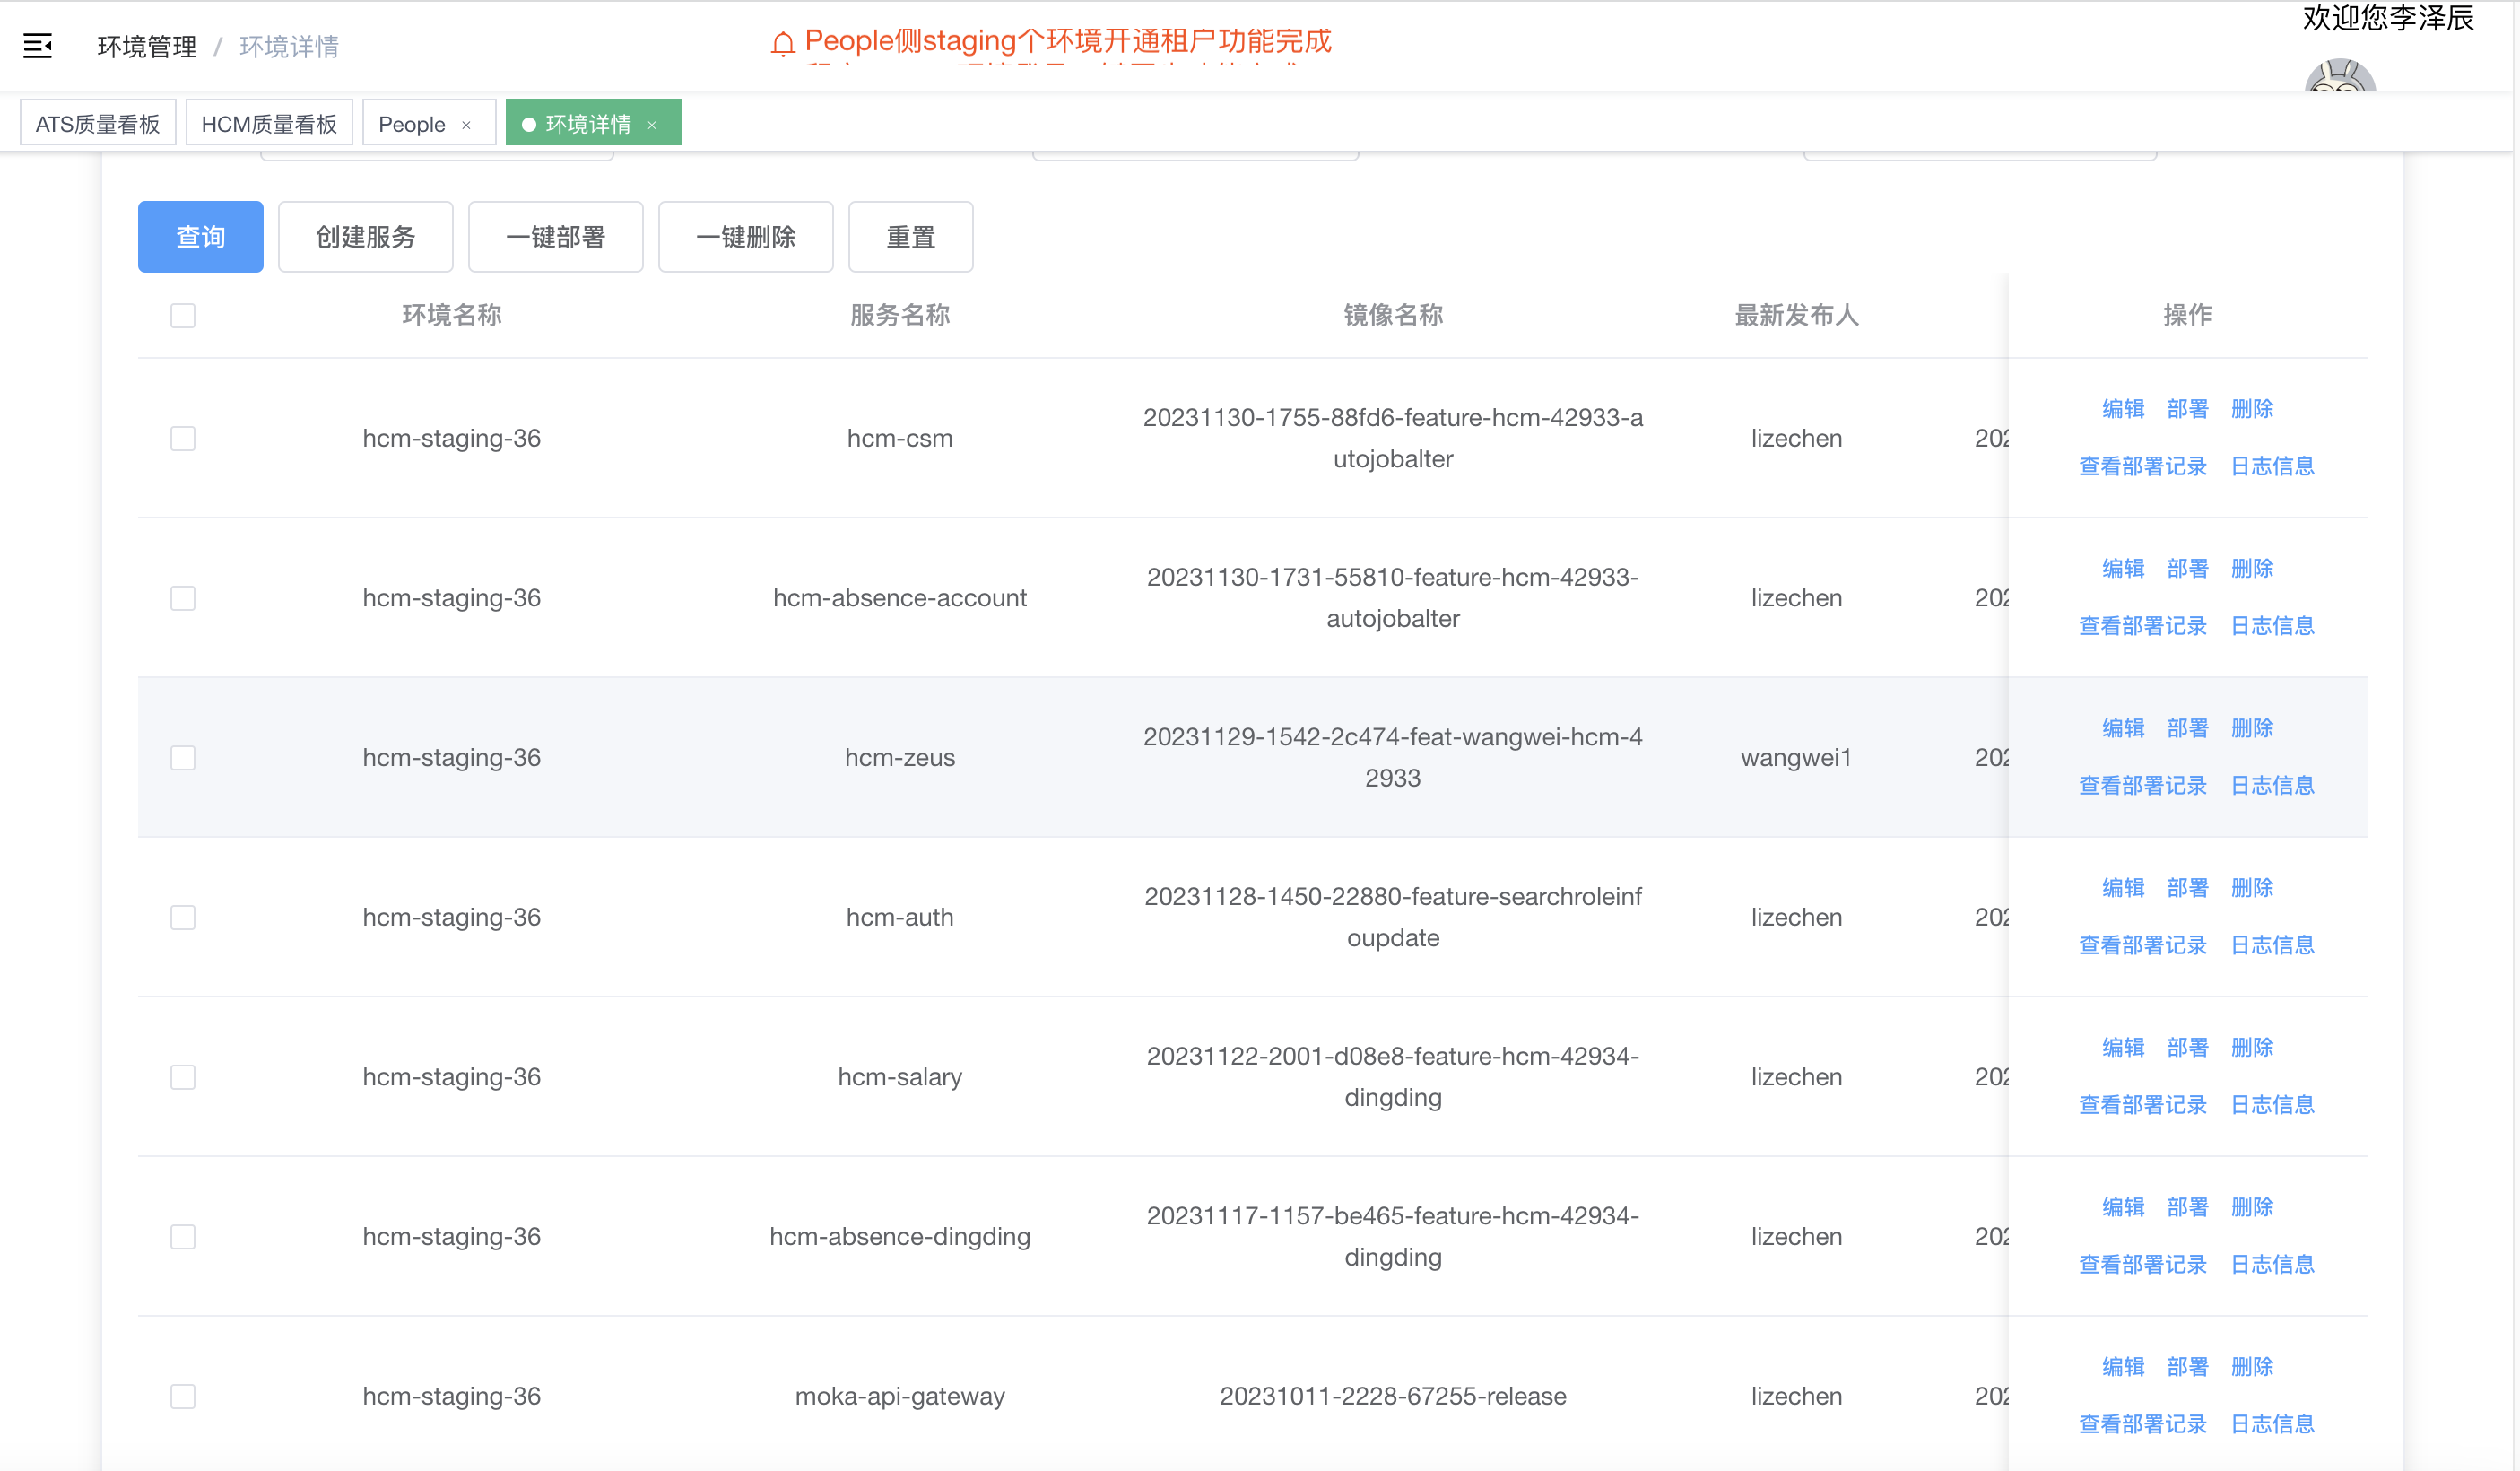 欢迎您李泽辰
环境管理 / 环境详情
People侧staging个环境开通租户功能完成
ATS质量看板 HCM质量看板 People × 环境详情 ×
查询 创建服务 一键部署 一键删除 重置
环境名称 服务名称 镜像名称 最新发布人 操作
hcm-staging-36 hcm-csm 20231130-1755-88fd6-feature-hcm-42933-a lizechen 202 编辑 部署 删除
utojobalter 查看部署记录 日志信息
hcm-staging-36 hcm-absence-account 20231130-1731-55810-feature-hcm-42933- lizechen 202 编辑 部署 删除
autojobalter 查看部署记录 日志信息
hcm-staging-36 hcm-zeus 20231129-1542-2c474-feat-wangwei-hcm-4 wangwei1 202 编辑 部署 删除
2933 查看部署记录 日志信息
hcm-staging-36 hcm-auth 20231128-1450-22880-feature-searchroleinf lizechen 202 编辑 部署 删除
oupdate 查看部署记录 日志信息
hcm-staging-36 hcm-salary 20231122-2001-d08e8-feature-hcm-42934- lizechen 202 编辑 部署 删除
dingding 查看部署记录 日志信息
hcm-staging-36 hcm-absence-dingding 20231117-1157-be465-feature-hcm-42934- lizechen 202 编辑 部署 删除
dingding 查看部署记录 日志信息
hcm-staging-36 moka-api-gateway 20231011-2228-67255-release lizechen 202 编辑 部署 删除
查看部署记录 日志信息